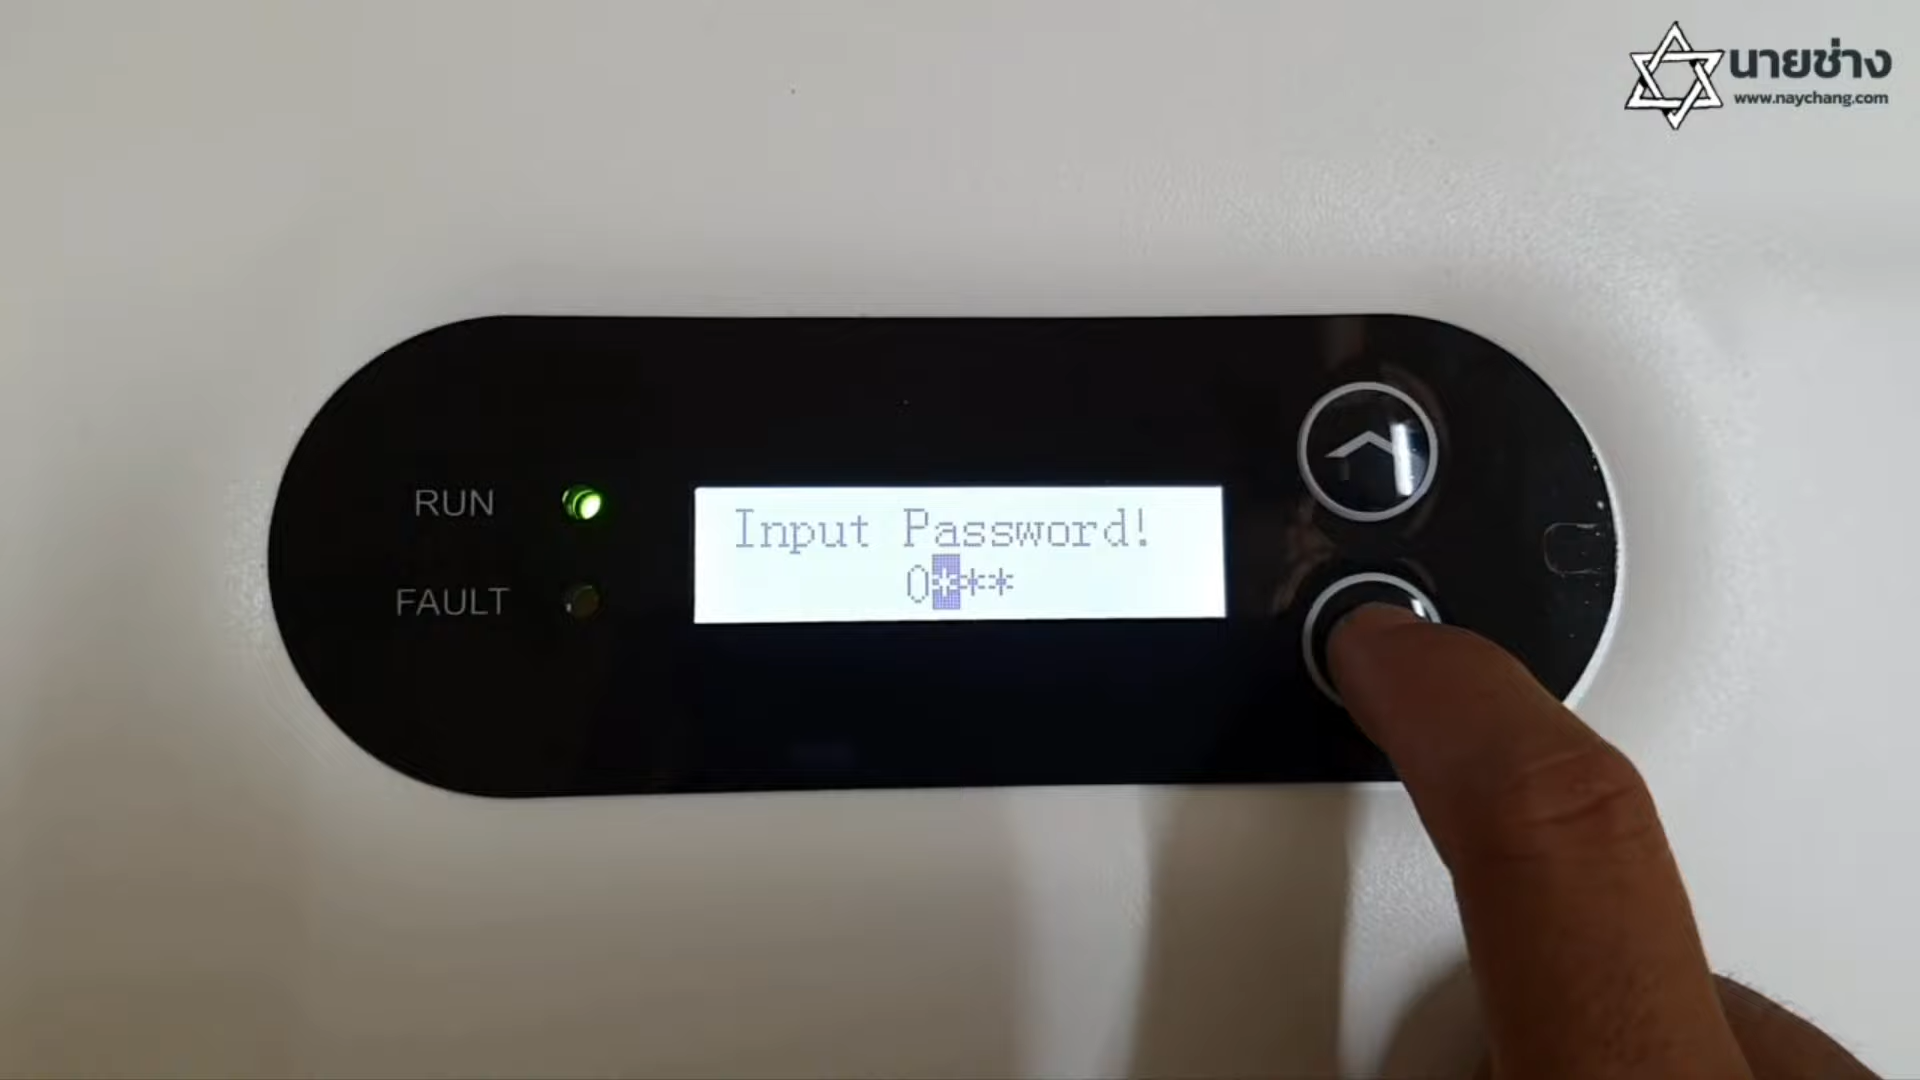 นายช่าง
www.naychang.com
RUN
FAULT
Input Password!
0***